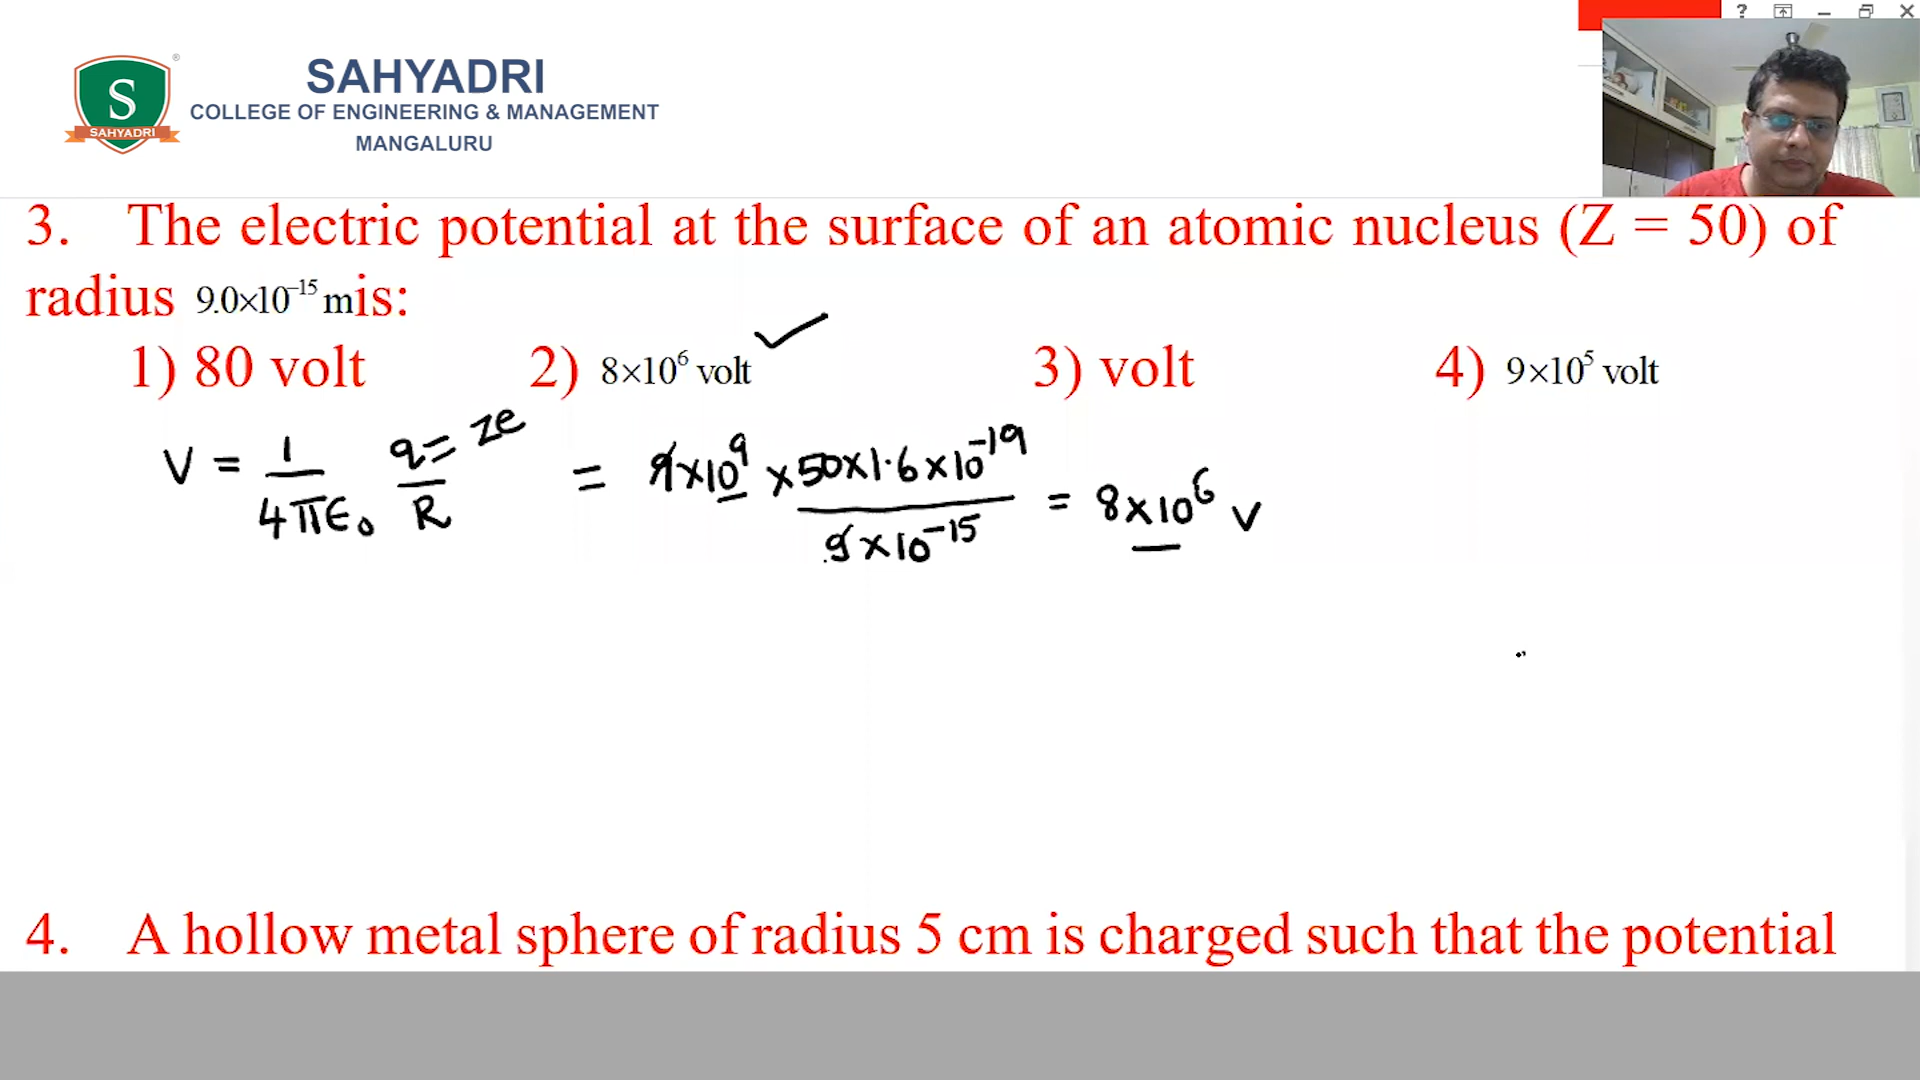 ?
S
SAHYADRI
®
SAHYADRI
COLLEGE OF ENGINEERING & MANAGEMENT
MANGALURU
3. The electric potential at the surface of an atomic nucleus (Z = 50) of
radius 9.0×10⁻¹⁵ mis:
1) 80 volt 2) 8×10⁶ volt 3) volt 4) 9×10⁵ volt
V = 1/4πϵ₀ q = ze/R = 9×10⁹ × 50×1.6×10⁻¹⁹/9×10⁻¹⁵ = 8×10⁶ V
4. A hollow metal sphere of radius 5 cm is charged such that the potential